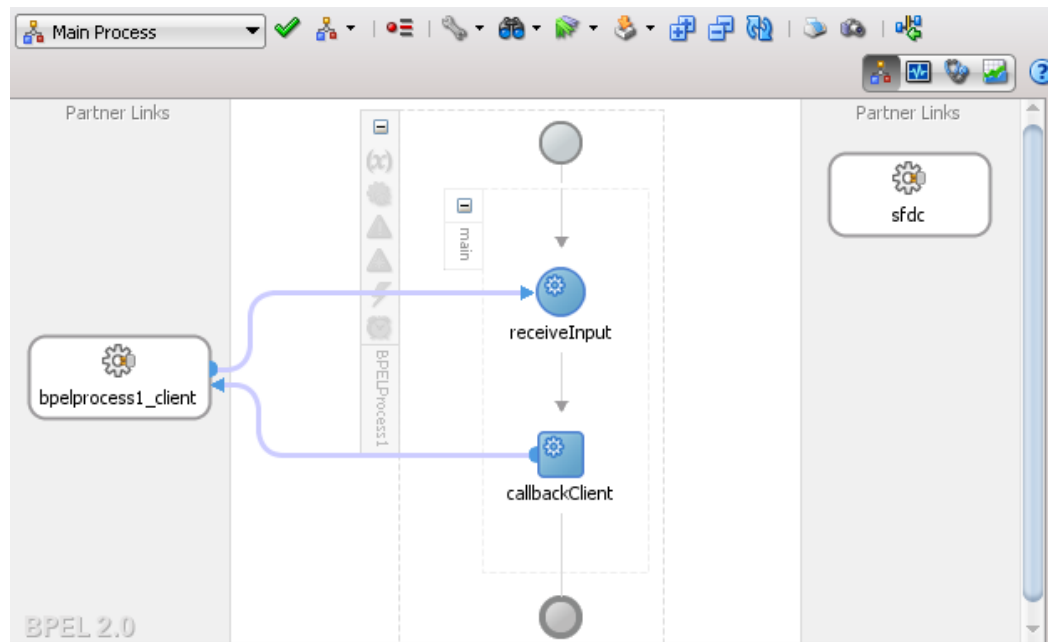 Main Process
Partner Links
Partner Links
(x)
main
sfdc
receiveInput
bpelprocess1_client
BPELProcess1
callbackClient
BPEL 2.0